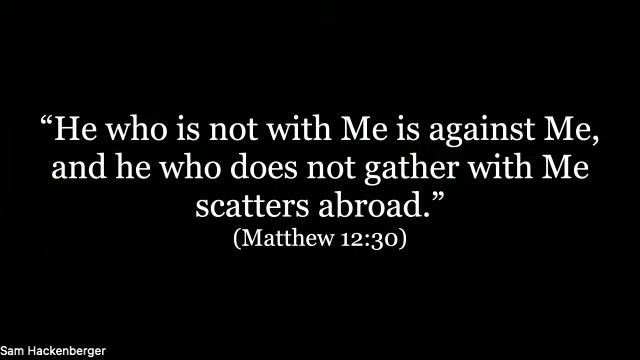 “He who is not with Me is against Me,
and he who does not gather with Me
scatters abroad.”
(Matthew 12:30)
Sam Hackenberger